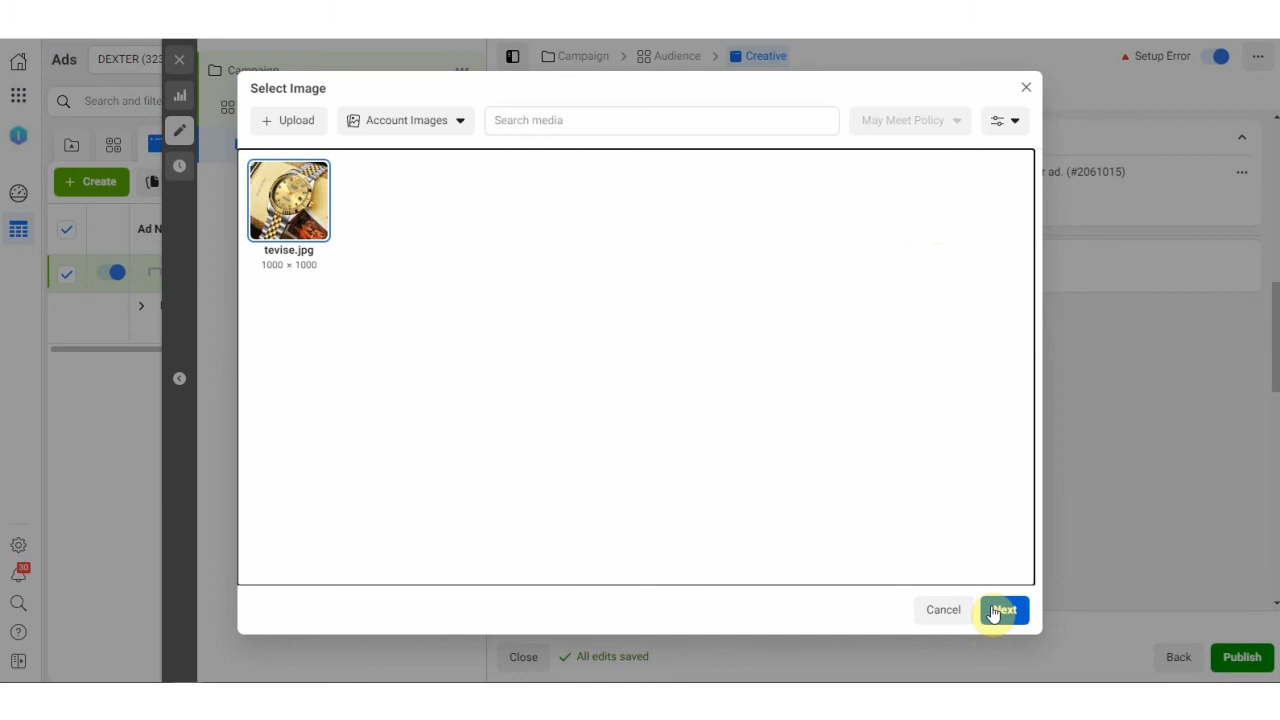 Ads
DEXTER (323
Campaign
Campaign
Audience
Creative
Setup Error
Select Image
Upload
Account Images
Search media
May Meet Policy
Search and filte
r ad. (#2061015)
Create
Ad N
tevise.jpg
1000 × 1000
30
Cancel
Next
Close
All edits saved
Back
Publish